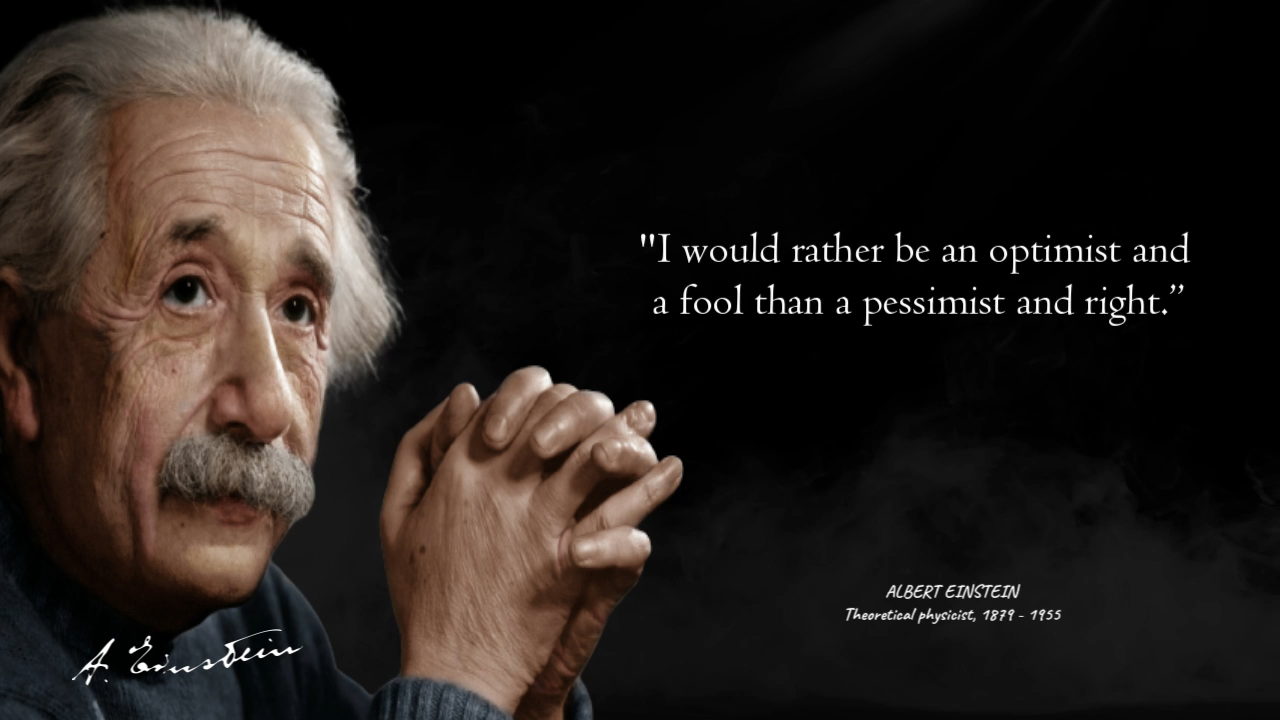 "I would rather be an optimist and
a fool than a pessimist and right.”
ALBERT EINSTEIN
Theoretical physicist, 1879 - 1955
A. Einstein